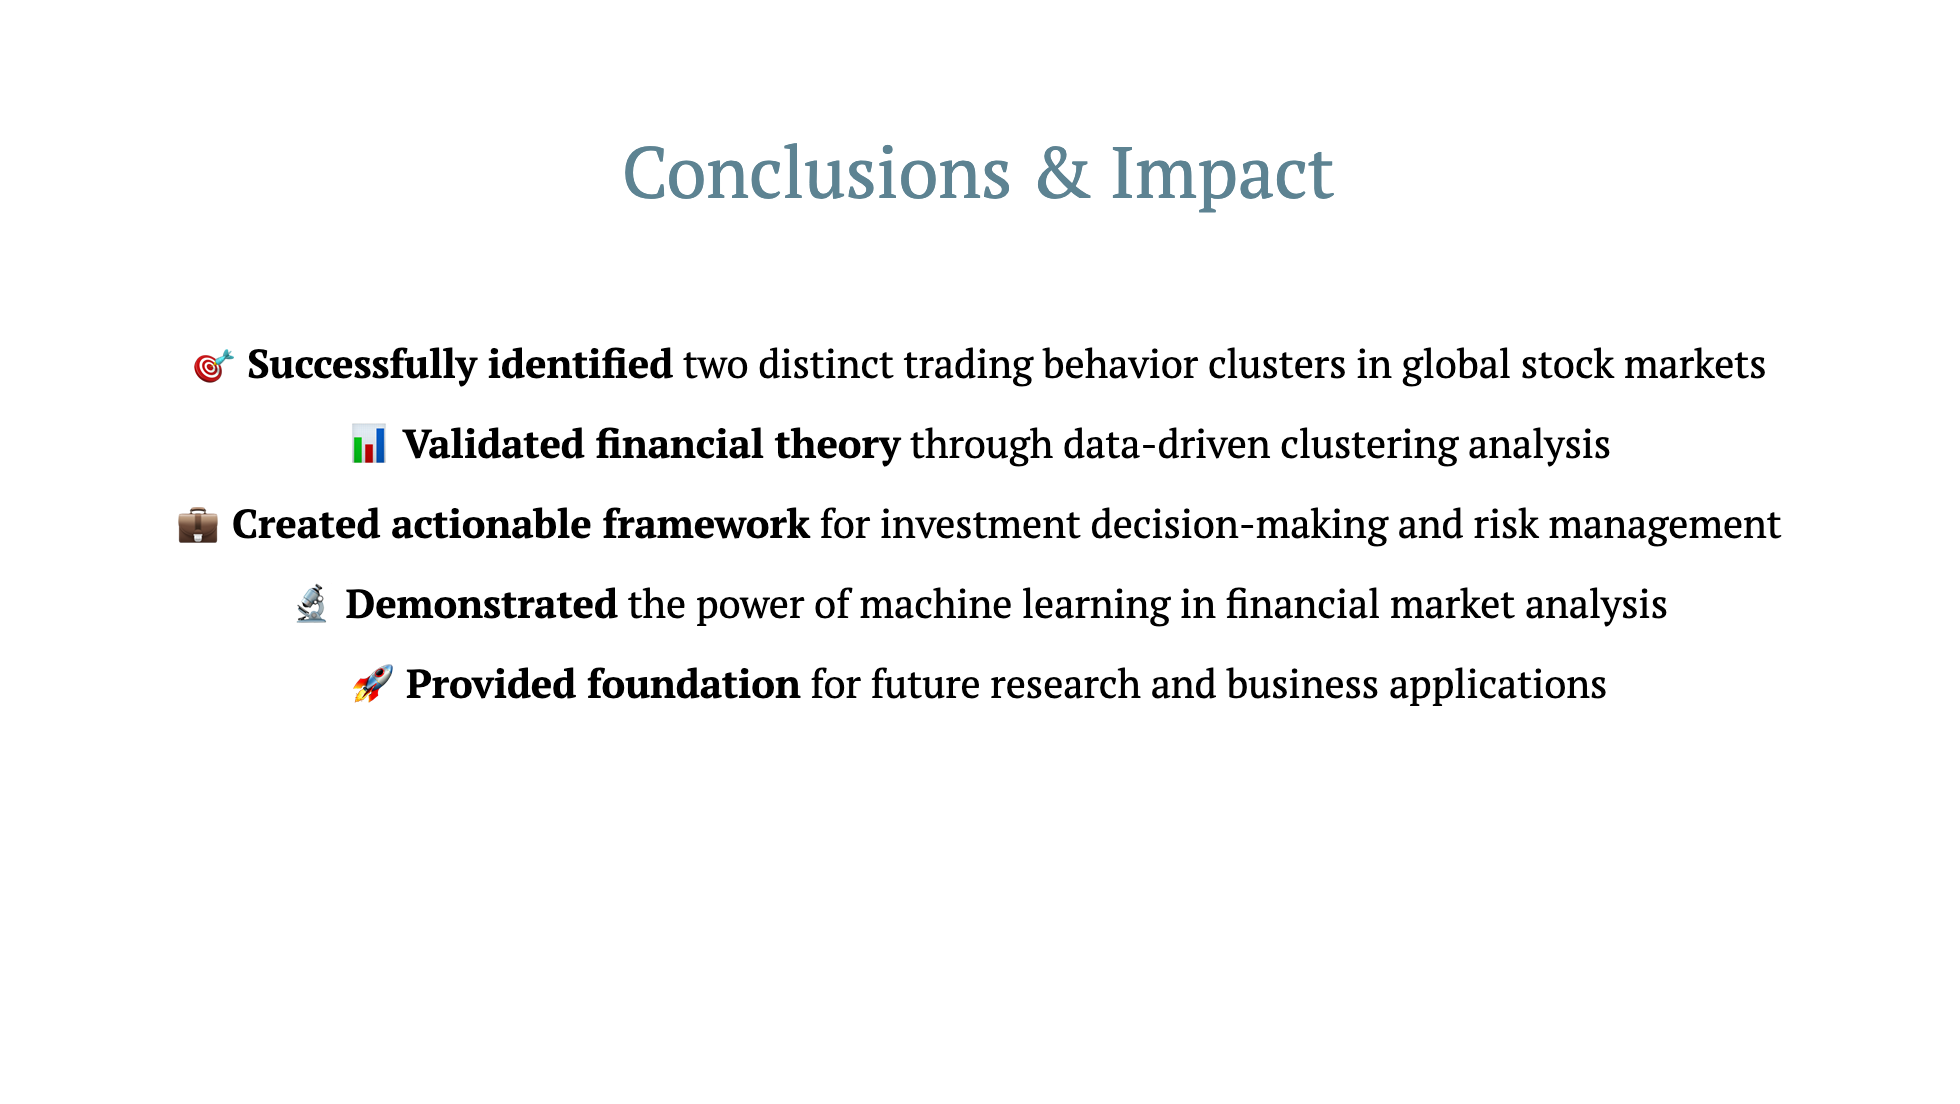 Conclusions & Impact
🎯 Successfully identified two distinct trading behavior clusters in global stock markets
📊 Validated financial theory through data-driven clustering analysis
💼 Created actionable framework for investment decision-making and risk management
🔬 Demonstrated the power of machine learning in financial market analysis
🚀 Provided foundation for future research and business applications